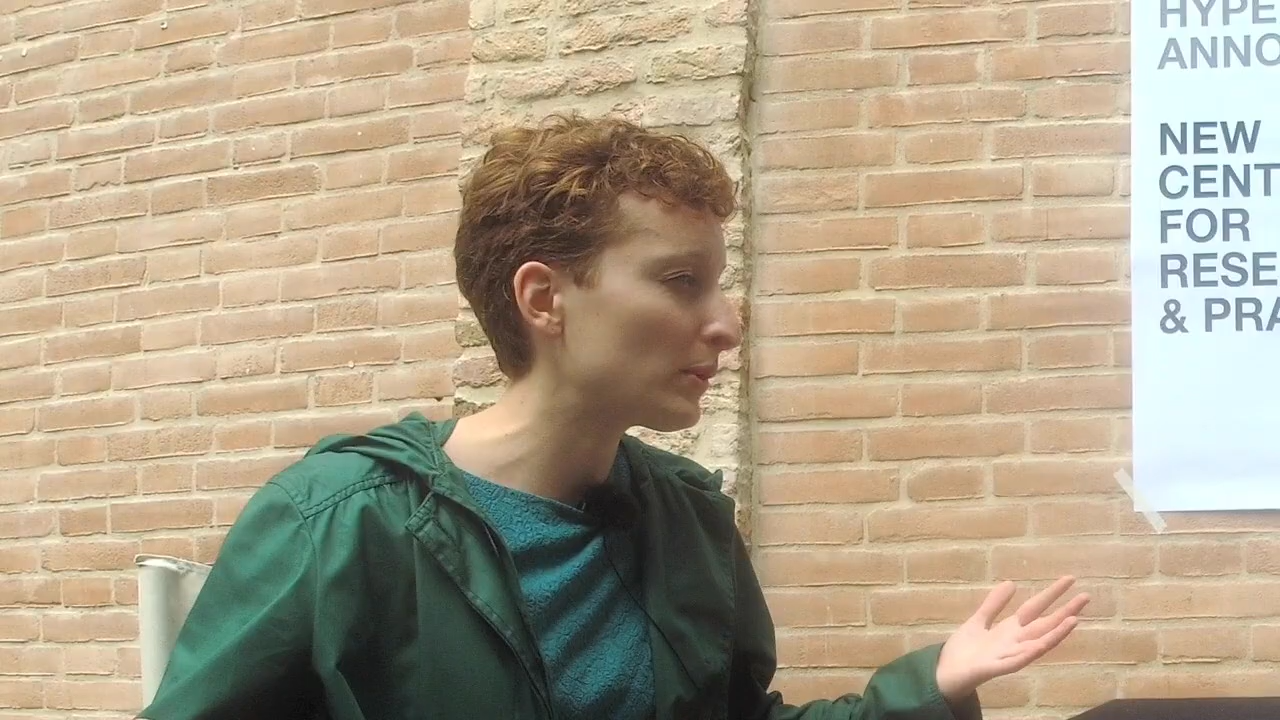 HYPE
ANNO
NEW
CENT
FOR
RESE
& PRA